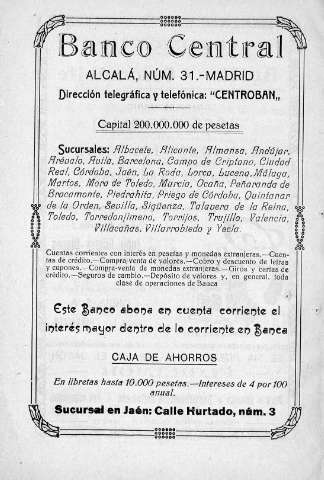 Banco Central
ALCALÁ, NÚM. 31.-MADRID
Dirección telegráfica y telefónica: "CENTROBAN„
Capital 200.000.000 de pesetas
Sucursales: Albacete, Alicante, Almansa, Andújar,
Arévalo, Avila, Barcelona, Campo de Criptano, Ciudad
Real, Córdoba, Jaén, La Roda, Lorca, Lucena, Málaga,
Martos, Mora de Toledo, Murcia, Ocaña, Peñaranda de
Bracamonte, Piedrahita, Priego de Córdoba, Quintanar
de la Orden, Sevilla, Sigüenza, Talavera de la Reina,
Toledo, Torredonjimeno, Torrijos, Trujillo, Valencia,
Villacañas, Villarrobledo y Yecla.
Cuentas corrientes con interés en pesetas y monedas extranjeras.—Cuen-
tas de crédito.—Compra-venta de valores.—Cobro y descuento de letras
y cupones.—Compra-venta de monedas extranjeras.—Giros y cartas de
crédito.—Seguros de cambio.—Depósito de valores y, en general, toda
clase de operaciones de Banca
Este Banco abona en cuenta corriente el
interés mayor dentro de lo corriente en Banca
CAJA DE AHORROS
En libretas hasta 10.000 pesetas.—Intereses de 4 por 100
anual.
Sucursal en Jaén: Calle Hurtado, núm. 3